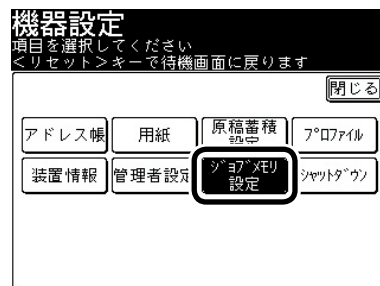 機器設定
項目を選択してください
<リセット>キーで待機画面に戻ります
閉じる
アドレス帳 用紙 原稿蓄積 プロファイル
設定
装置情報 管理者設定 ジョブメモリ シャットダウン
設定